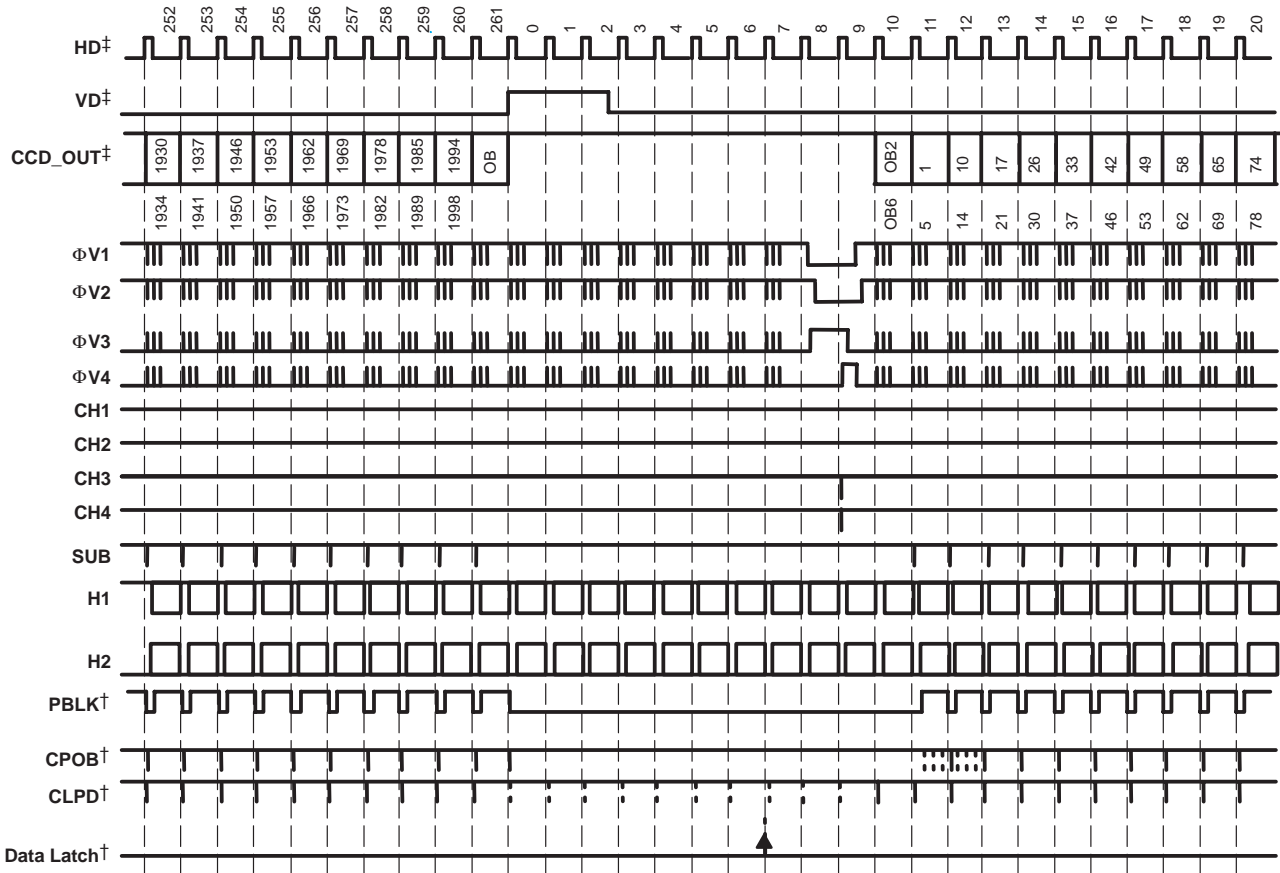 252 253 254 255 256 257 258 259 260 261 0 1 2 3 4 5 6 7 8 9 10 11 12 13 14 15 16 17 18 19 20
HD‡
VD‡
CCD_OUT‡ 1930 1937 1946 1953 1962 1969 1978 1985 1994 OB OB2 1 10 17 26 33 42 49 58 65 74
1934 1941 1950 1957 1966 1973 1982 1989 1998 OB6 5 14 21 30 37 46 53 62 69 78
ΦV1
ΦV2
ΦV3
ΦV4
CH1
CH2
CH3
CH4
SUB
H1
H2
PBLK†
CPOB†
CLPD†
Data Latch†